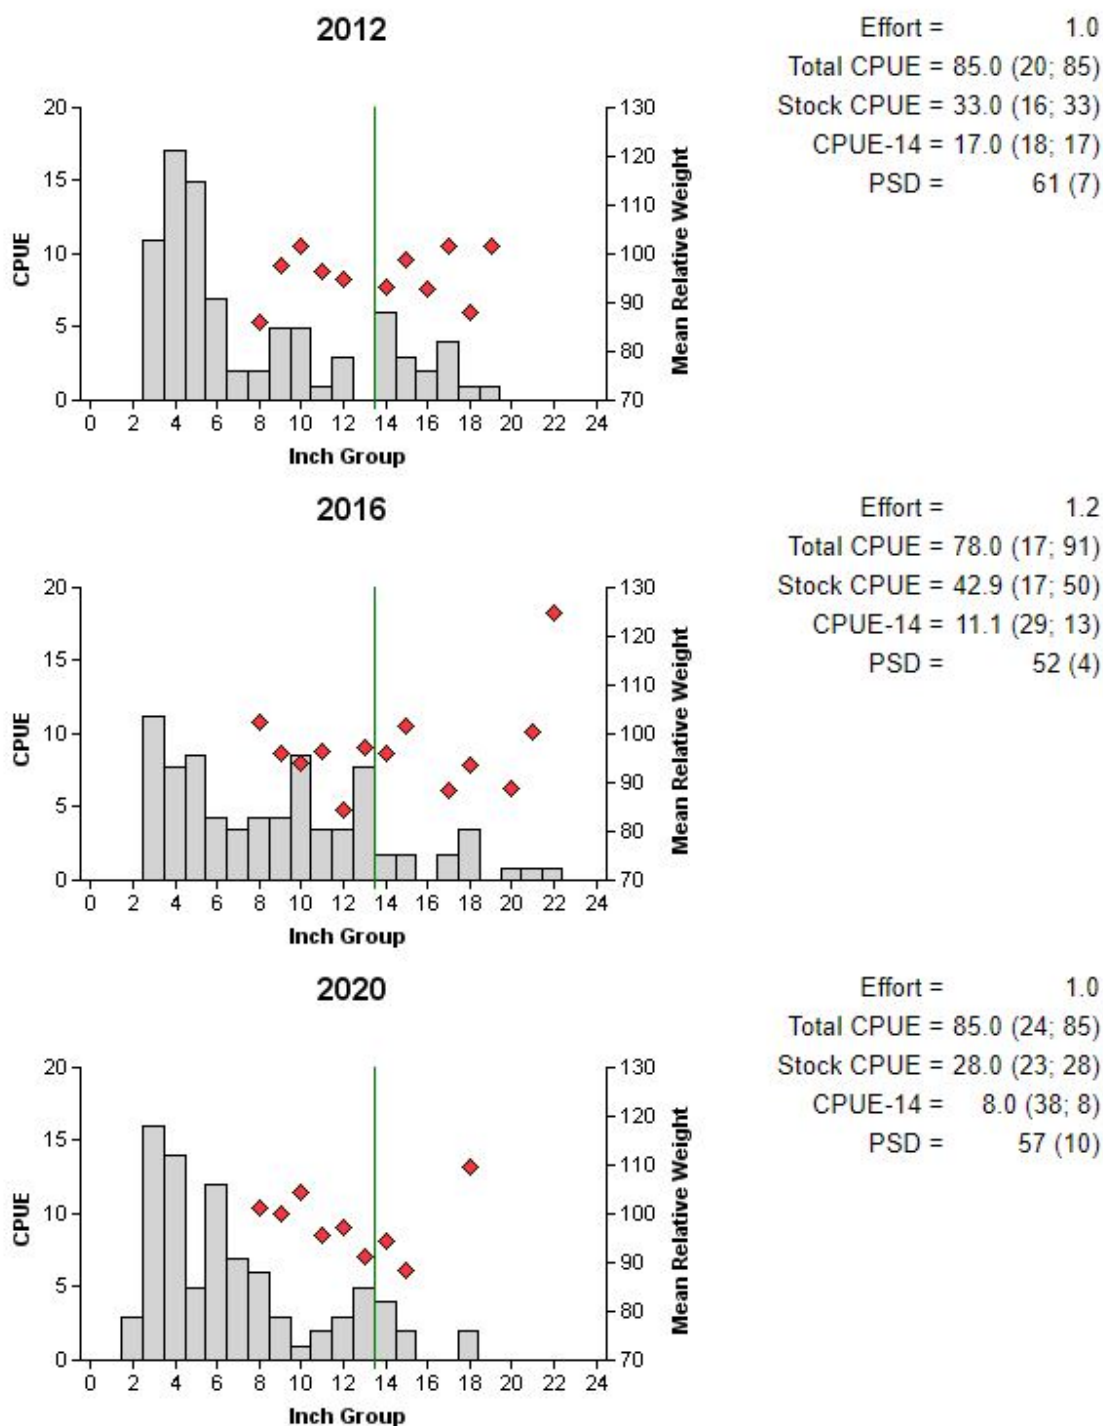 2012
Effort = 1.0
Total CPUE = 85.0 (20; 85)
Stock CPUE = 33.0 (16; 33)
CPUE-14 = 17.0 (18; 17)
PSD = 61 (7)
20 130
120
15
110
10 100
90
5
80
0 70
CPUE
Mean Relative Weight
0 2 4 6 8 10 12 14 16 18 20 22 24
Inch Group
2016
Effort = 1.2
Total CPUE = 78.0 (17; 91)
Stock CPUE = 42.9 (17; 50)
CPUE-14 = 11.1 (29; 13)
PSD = 52 (4)
20 130
120
15
110
10 100
90
5
80
0 70
CPUE
Mean Relative Weight
0 2 4 6 8 10 12 14 16 18 20 22 24
Inch Group
2020
Effort = 1.0
Total CPUE = 85.0 (24; 85)
Stock CPUE = 28.0 (23; 28)
CPUE-14 = 8.0 (38; 8)
PSD = 57 (10)
20 130
120
15
110
10 100
90
5
80
0 70
CPUE
Mean Relative Weight
0 2 4 6 8 10 12 14 16 18 20 22 24
Inch Group